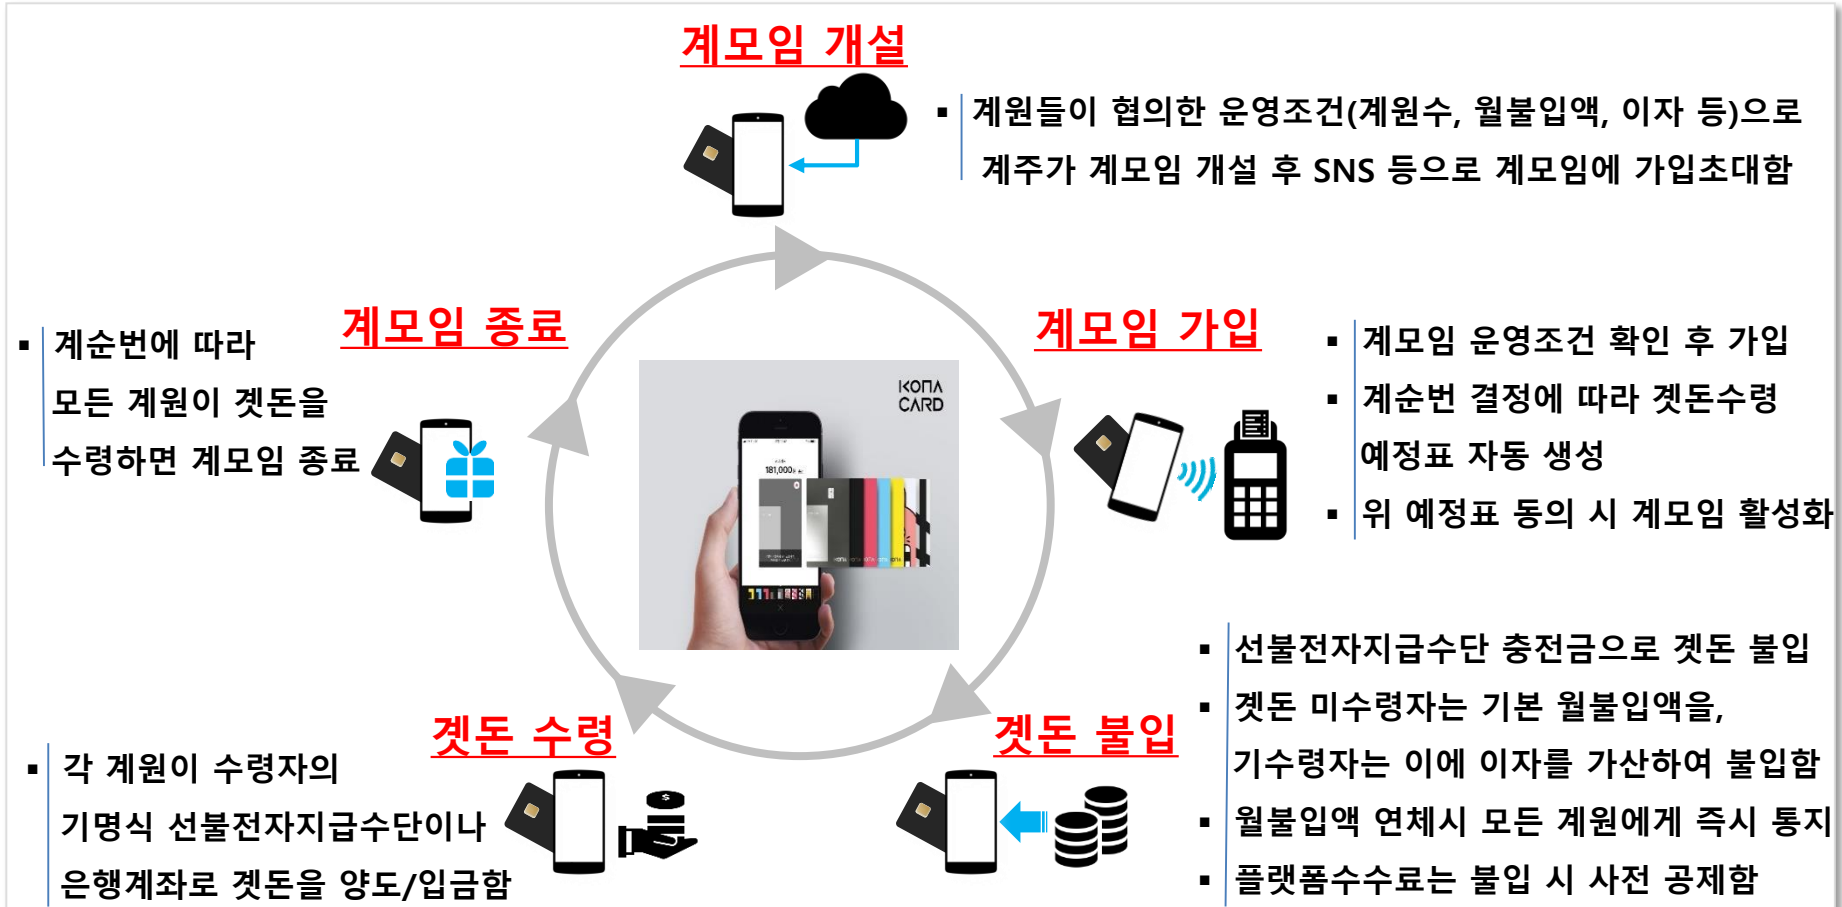 계모임 개설
▪ 계원들이 협의한 운영조건(계원수, 월불입액, 이자 등)으로
계주가 계모임 개설 후 SNS 등으로 계모임에 가입초대함
계모임 가입
▪ 계모임 운영조건 확인 후 가입
▪ 계순번 결정에 따라 곗돈수령
예정표 자동 생성
▪ 위 예정표 동의 시 계모임 활성화
곗돈 불입
▪ 선불전자지급수단 충전금으로 곗돈 불입
▪ 곗돈 미수령자는 기본 월불입액을,
기수령자는 이에 이자를 가산하여 불입함
▪ 월불입액 연체시 모든 계원에게 즉시 통지
▪ 플랫폼수수료는 불입 시 사전 공제함
곗돈 수령
▪ 각 계원이 수령자의
기명식 선불전자지급수단이나
은행계좌로 곗돈을 양도/입금함
계모임 종료
▪ 계순번에 따라
모든 계원이 곗돈을
수령하면 계모임 종료
KONA
CARD
181,000